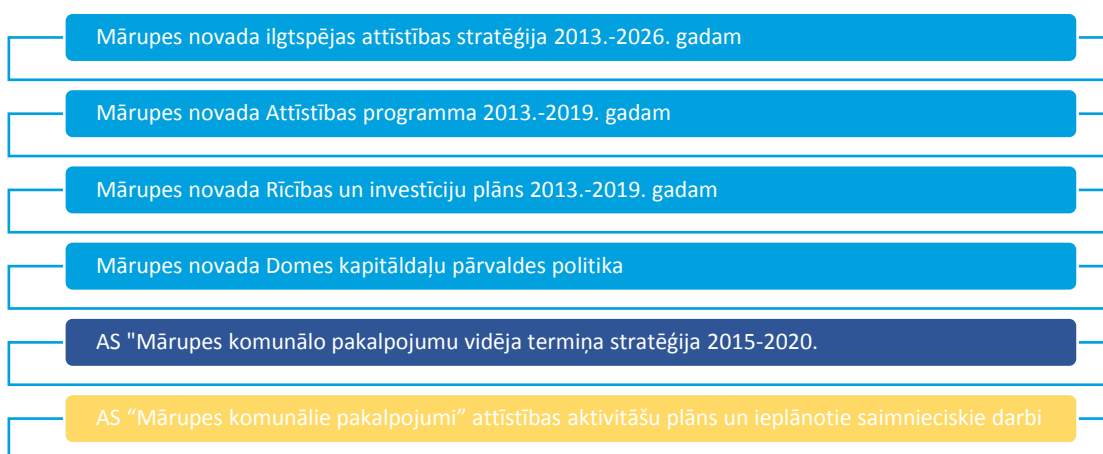 Mārupes novada ilgtspējas attīstības stratēģija 2013.-2026. gadam
Mārupes novada Attīstības programma 2013.-2019. gadam
Mārupes novada Rīcības un investīciju plāns 2013.-2019. gadam
Mārupes novada Domes kapitāldaļu pārvaldes politika
AS "Mārupes komunālo pakalpojumu vidēja termiņa stratēģija 2015-2020.
AS “Mārupes komunālie pakalpojumi” attīstības aktivitāšu plāns un ieplānotie saimnieciskie darbi